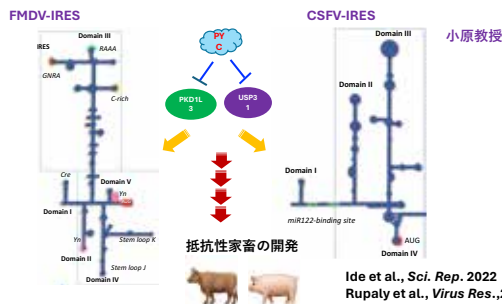 FMDV-IRES
CSFV-IRES
小原教授
Domain III
IRES
RAAA
GNRA
C-rich
PY
C
PKD1L
3
USP3
1
Domain III
Domain II
Cre
Domain V
Yn
Domain I
Yn
Stem loop K
Domain II
Stem loop J
Domain IV
Domain I
miR122-binding site
AUG
Domain IV
抵抗性家畜の開発
Ide et al., Sci. Rep. 2022
Rupaly et al., Virus Res.,